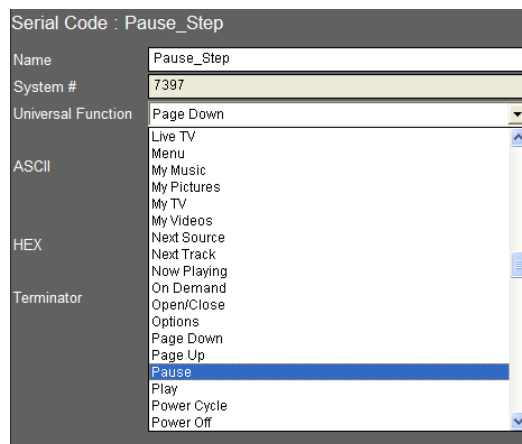 Serial Code : Pause_Step
Name
Pause_Step
System #
7397
Universal Function
Page Down
Live TV
Menu
My Music
My Pictures
My TV
My Videos
Next Source
Next Track
Now Playing
On Demand
Open/Close
Options
Page Down
Page Up
Pause
Play
Power Cycle
Power Off
ASCII
HEX
Terminator